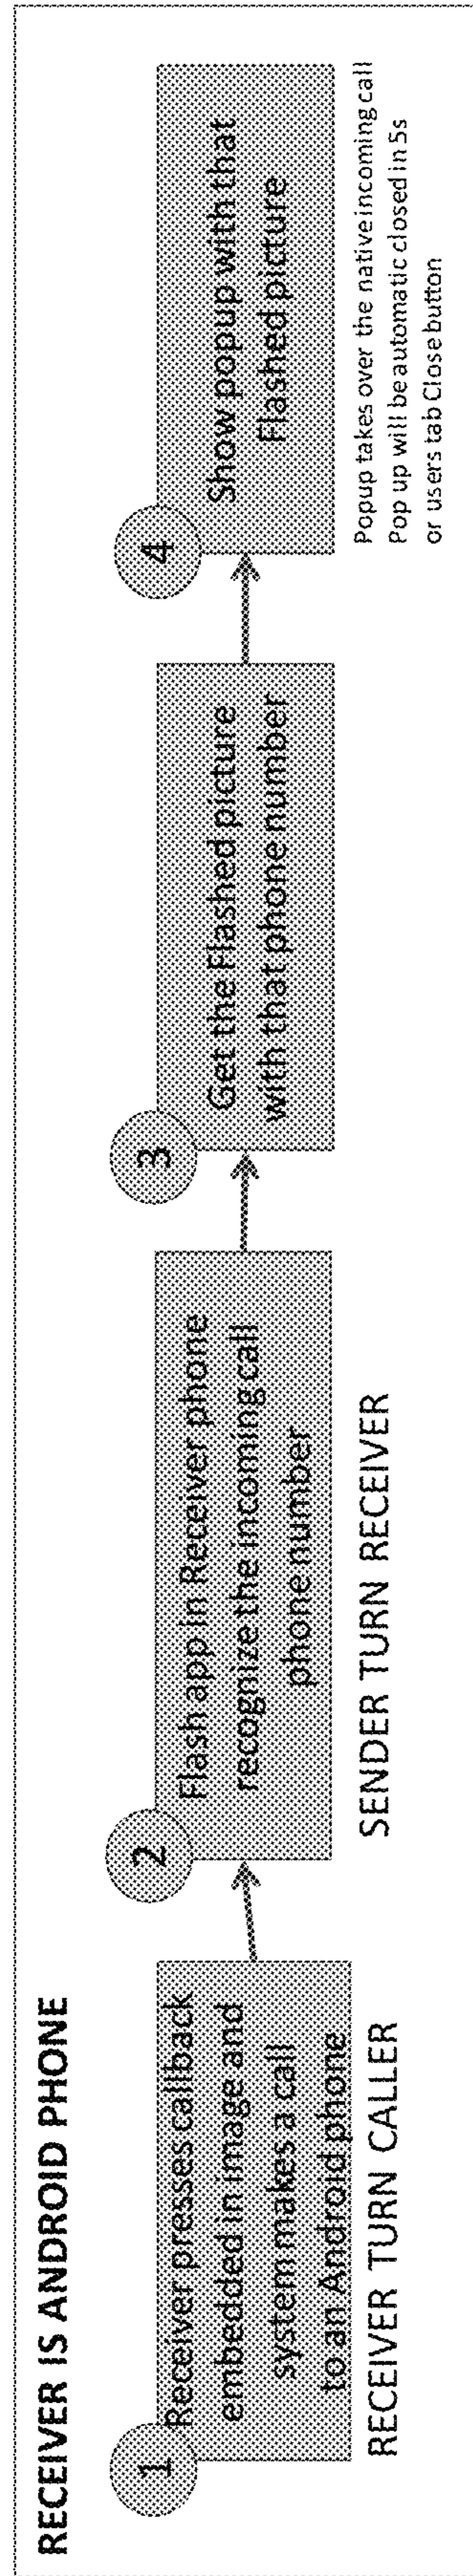 RECEIVER IS ANDROID PHONE
1
Receiver presses callback
embedded in image and
system makes a call
to an Android phone
RECEIVER TURN CALLER
2
Flash app in Receiver phone
recognize the incoming call
phone number
SENDER TURN RECEIVER
3
Get the Flashed picture
with that phone number
4
Show popup with that
Flashed picture
Popup takes over the native incoming call
Pop up will be automatic closed in 5s
or users tab Close button